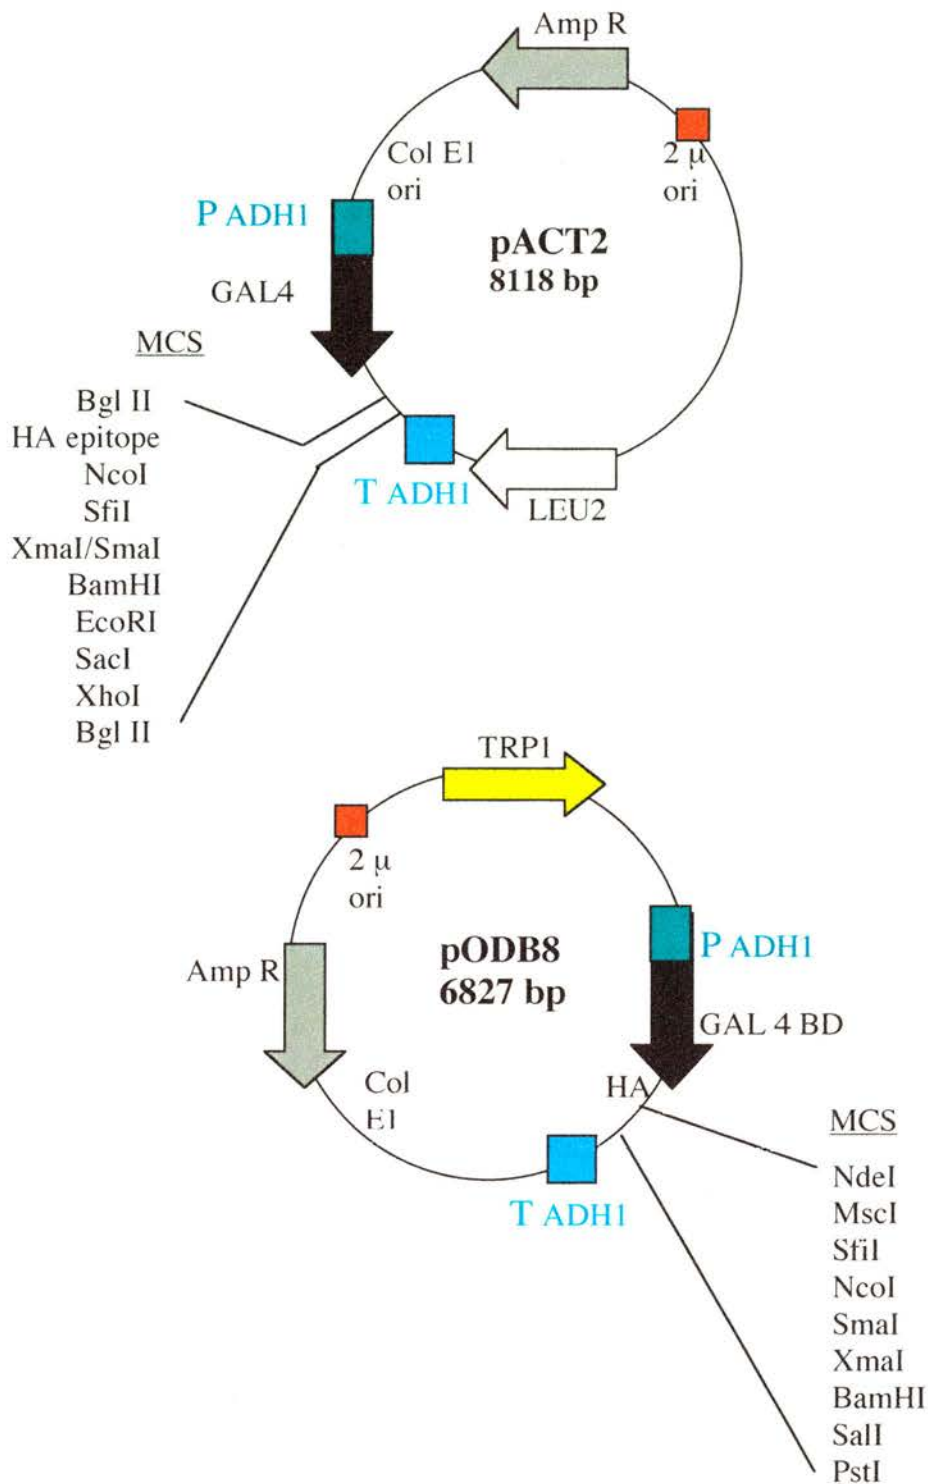 Amp R
Col E1
ori
2 μ
ori
P ADH1
pACT2
8118 bp
GAL4
MCS
Bgl II
HA epitope
NcoI
SfiI
XmaI/SmaI
BamHI
EcoRI
SacI
XhoI
Bgl II
T ADH1
LEU2
TRP1
2 μ
ori
Amp R
pODB8
6827 bp
P ADH1
GAL 4 BD
Col
E1
HA
T ADH1
MCS
NdeI
MscI
SfiI
NcoI
SmaI
XmaI
BamHI
SalI
PstI